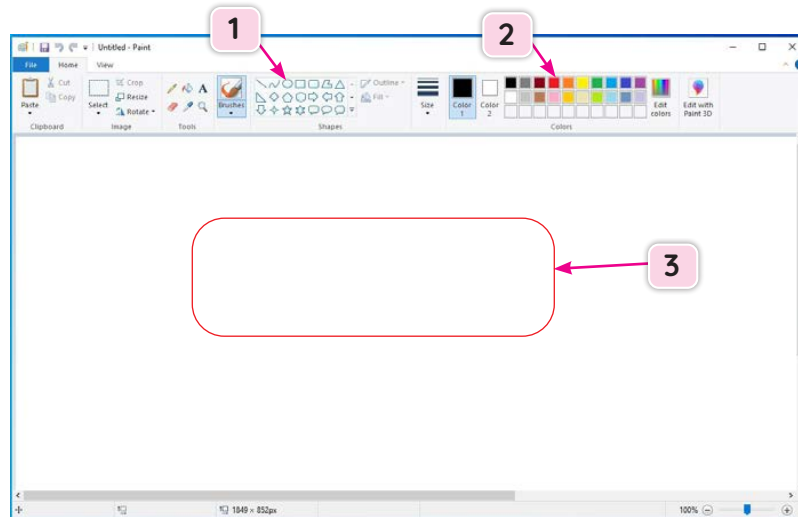 1
2
Untitled - Paint
File Home View
Cut
Copy
Paste
Clipboard
Crop
Resize
Rotate
Select
Image
Tools
Brushes
Outline
Fill
Shapes
Size
Color 1
Color 2
Colors
Edit colors
Edit with Paint 3D
3
1849 × 852px
100%